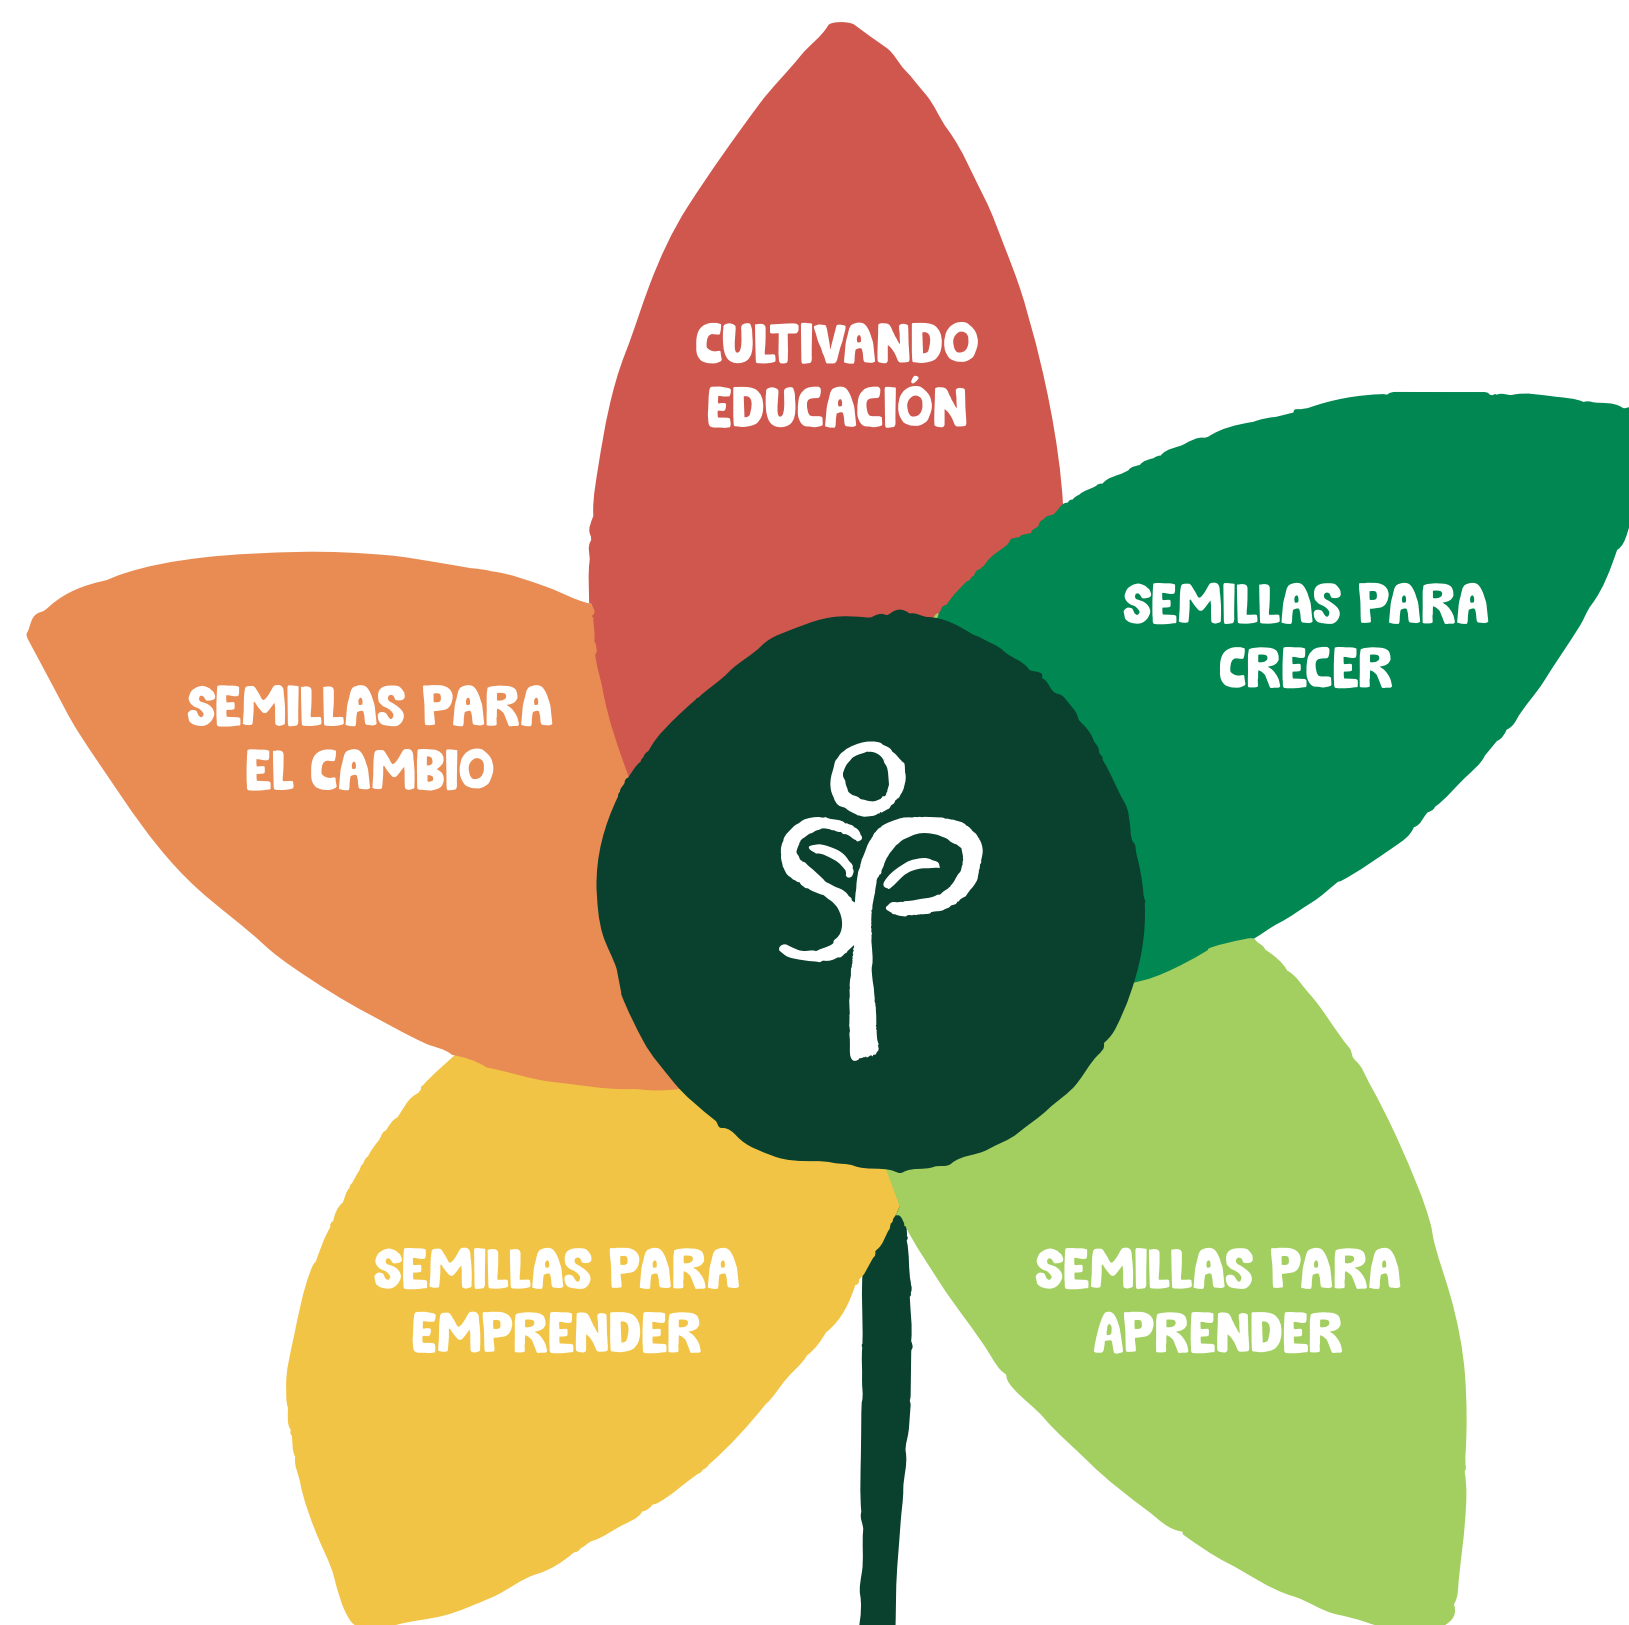 CULTIVANDO
EDUCACIÓN
SEMILLAS PARA
CRECER
SEMILLAS PARA
EL CAMBIO
SEMILLAS PARA
EMPRENDER
SEMILLAS PARA
APRENDER